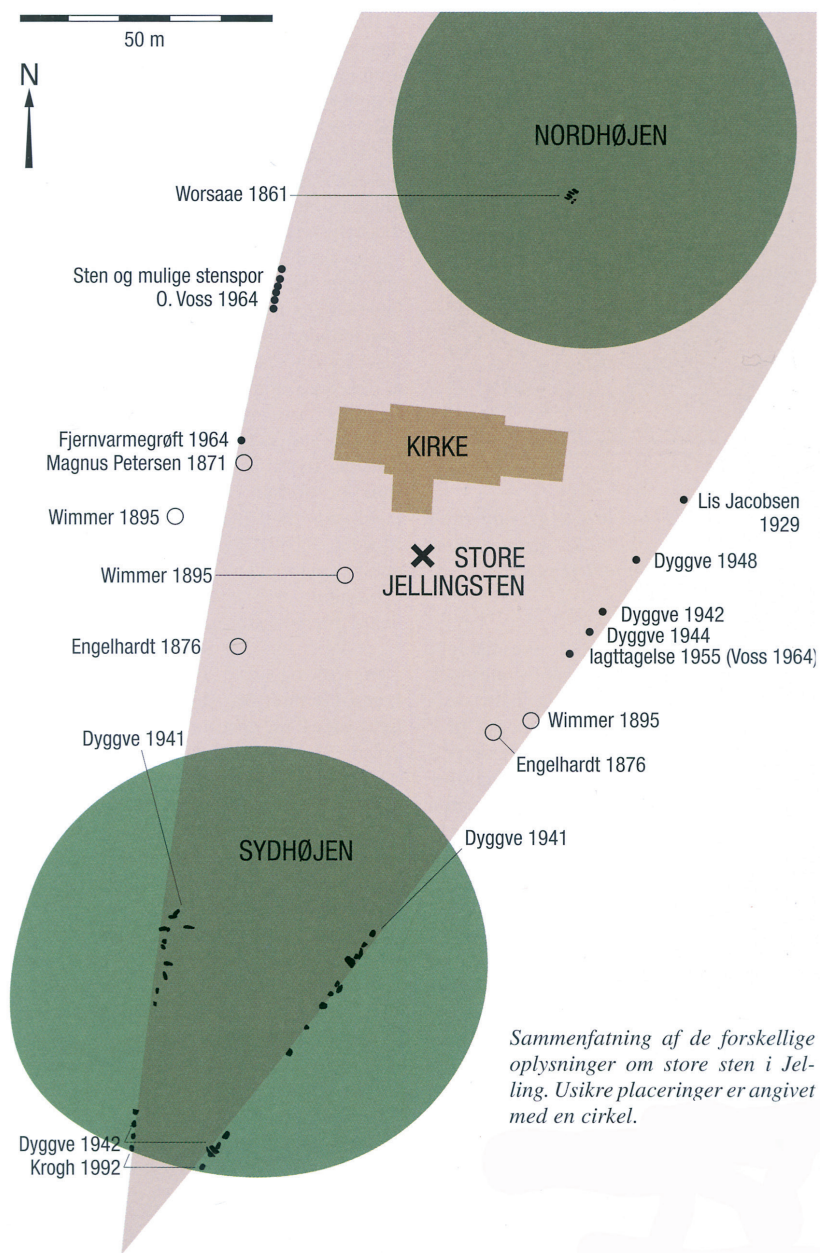 50 m
N
NORDHØJEN
Worsaae 1861
Sten og mulige stenspor
O. Voss 1964
Fjernvarmegrøft 1964
Magnus Petersen 1871
KIRKE
Wimmer 1895
Lis Jacobsen
1929
STORE
JELLINGSTEN
Dyggve 1948
Wimmer 1895
Dyggve 1942
Dyggve 1944
Iagttagelse 1955 (Voss 1964)
Engelhardt 1876
Wimmer 1895
Engelhardt 1876
Dyggve 1941
SYDHØJEN
Dyggve 1941
Sammenfatning af de forskellige
oplysninger om store sten i Jel-
ling. Usikre placeringer er angivet
med en cirkel.
Dyggve 1942
Krogh 1992